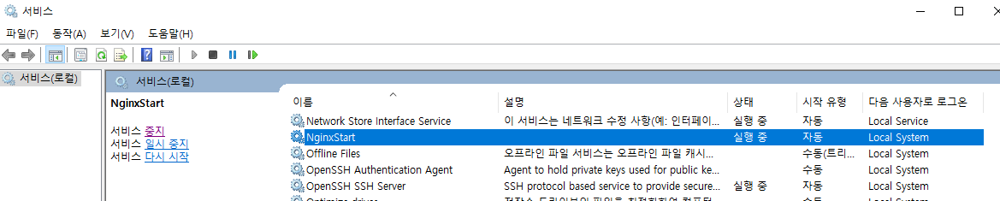 서비스
파일(F) 동작(A) 보기(V) 도움말(H)
서비스(로컬)
서비스(로컬)
NginxStart
서비스 중지
서비스 일시 중지
서비스 다시 시작
이름 설명 상태 시작 유형 다음 사용자로 로그온
Network Store Interface Service 이 서비스는 네트워크 수정 사항(예: 인터페이... 실행 중 자동 Local Service
NginxStart 실행 중 자동 Local System
Offline Files 오프라인 파일 서비스는 오프라인 파일 캐시... 수동(트리... Local System
OpenSSH Authentication Agent Agent to hold private keys used for public ke... 수동 Local System
OpenSSH SSH Server SSH protocol based service to provide secure... 실행 중 자동 Local System